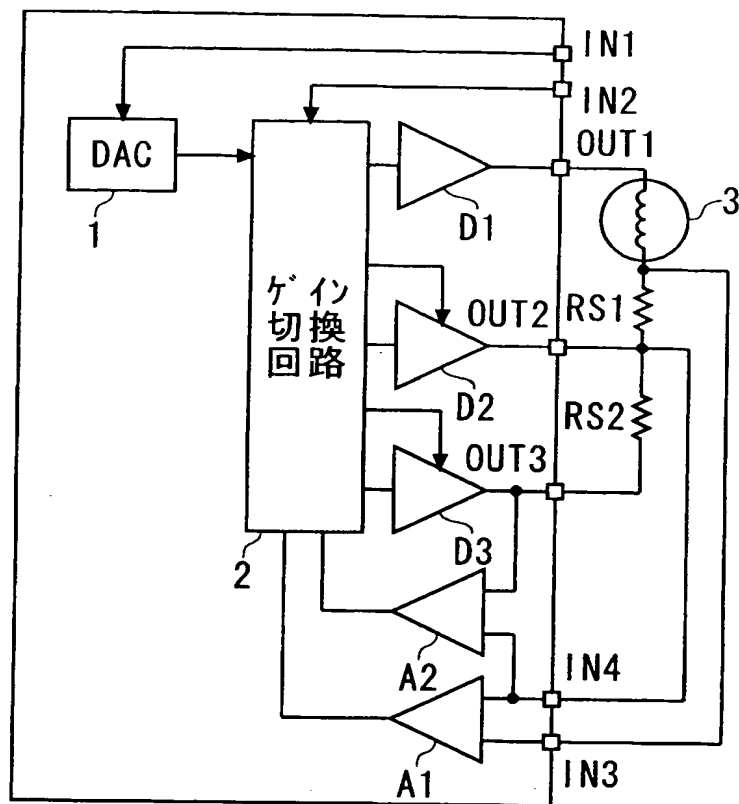 IN1
IN2
DAC
OUT1
1
3
D1
ゲイン
切換
回路
OUT2
RS1
D2
RS2
OUT3
D3
2
A2
IN4
A1
IN3